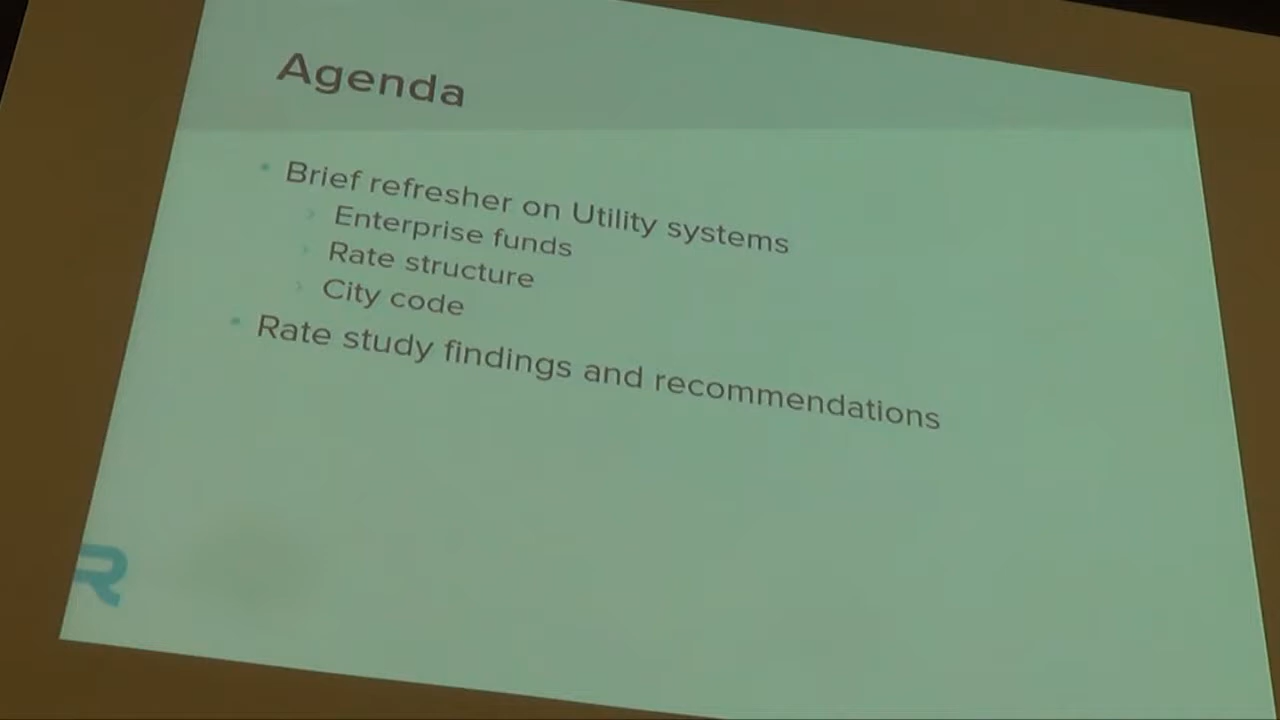 Agenda
Brief refresher on Utility systems
Enterprise funds
Rate structure
City code
Rate study findings and recommendations
R